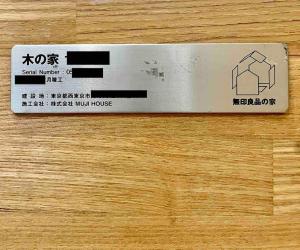 木の家
Serial Number : 05
月竣工
建 設 地：東京都西東京市
施工会社：株式会社 MUJI HOUSE
無印良品の家